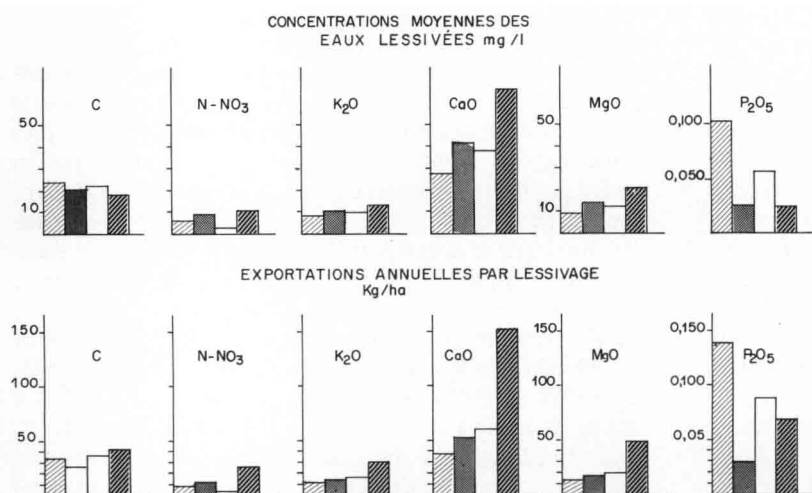 CONCENTRATIONS MOYENNES DES
EAUX LESSIVÉES mg/l
C
N-NO3
K2O
CaO
MgO
P2O5
50
10
50
10
0,100
0,050
EXPORTATIONS ANNUELLES PAR LESSIVAGE
Kg/ha
C
N-NO3
K2O
CaO
MgO
P2O5
150
100
50
150
100
50
0,150
0,100
0,05